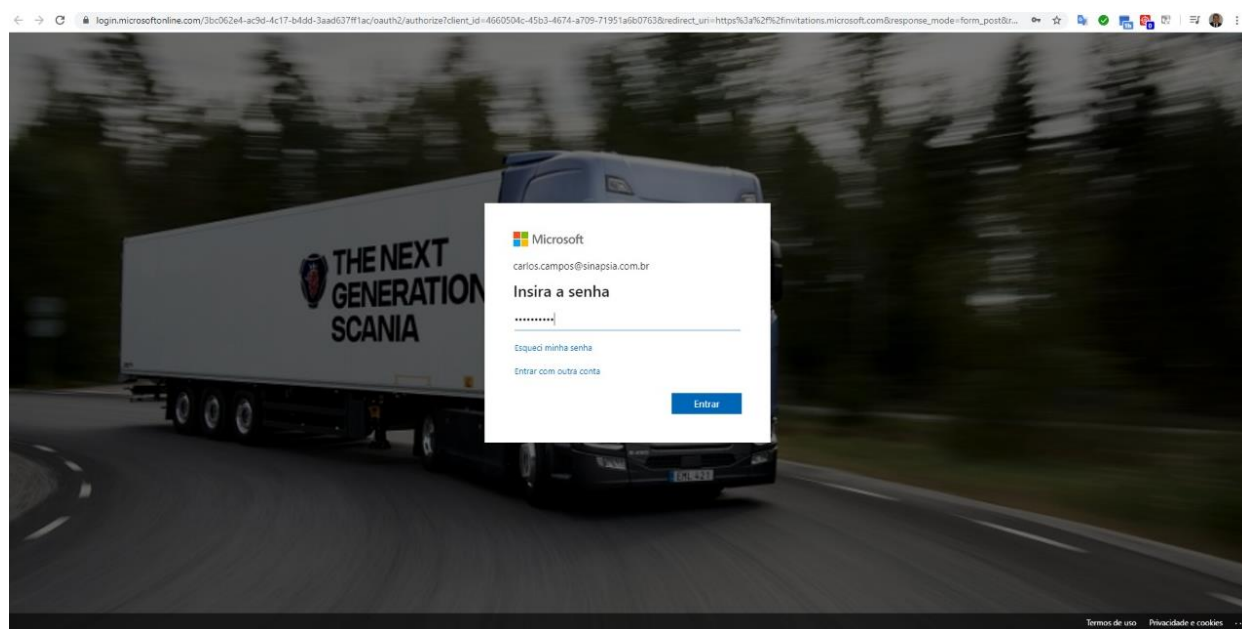 login.microsoftonline.com/3bc062e4-ac9d-4c17-b4dd-3aad637ff1ac/oauth2/authorize?client_id=4660504c-45b3-4674-a709-71951a6b0763&redirect_uri=https%3a%2f%2finvitations.microsoft.com&response_mode=form_post&r...
THE NEXT
GENERATION
SCANIA
Microsoft
carlos.campos@sinapsia.com.br
Insira a senha
Esqueci minha senha
Entrar com outra conta
Entrar
EML 421
Termos de uso Privacidade e cookies ...